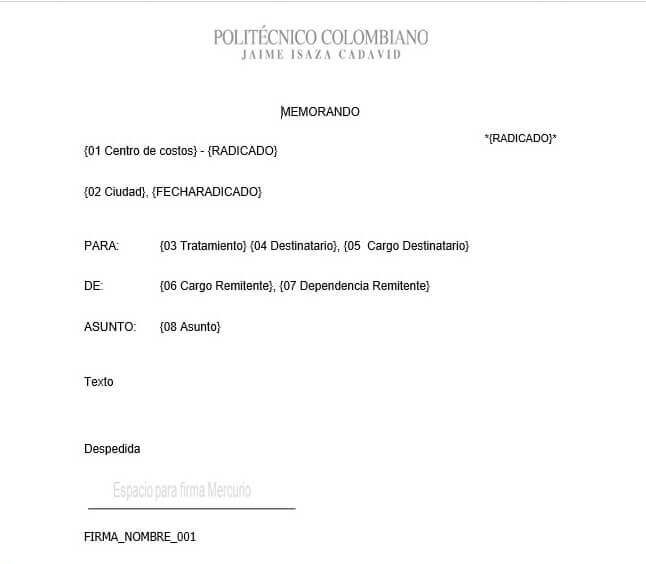 POLITÉCNICO COLOMBIANO
JAIME ISAZA CADAVID
MEMORANDO
*{RADICADO}*
{01 Centro de costos} - {RADICADO}
{02 Ciudad}, {FECHARADICADO}
PARA: {03 Tratamiento} {04 Destinatario}, {05  Cargo Destinatario}
DE: {06 Cargo Remitente}, {07 Dependencia Remitente}
ASUNTO: {08 Asunto}
Texto
Despedida
Espacio para firma Mercurio
FIRMA_NOMBRE_001